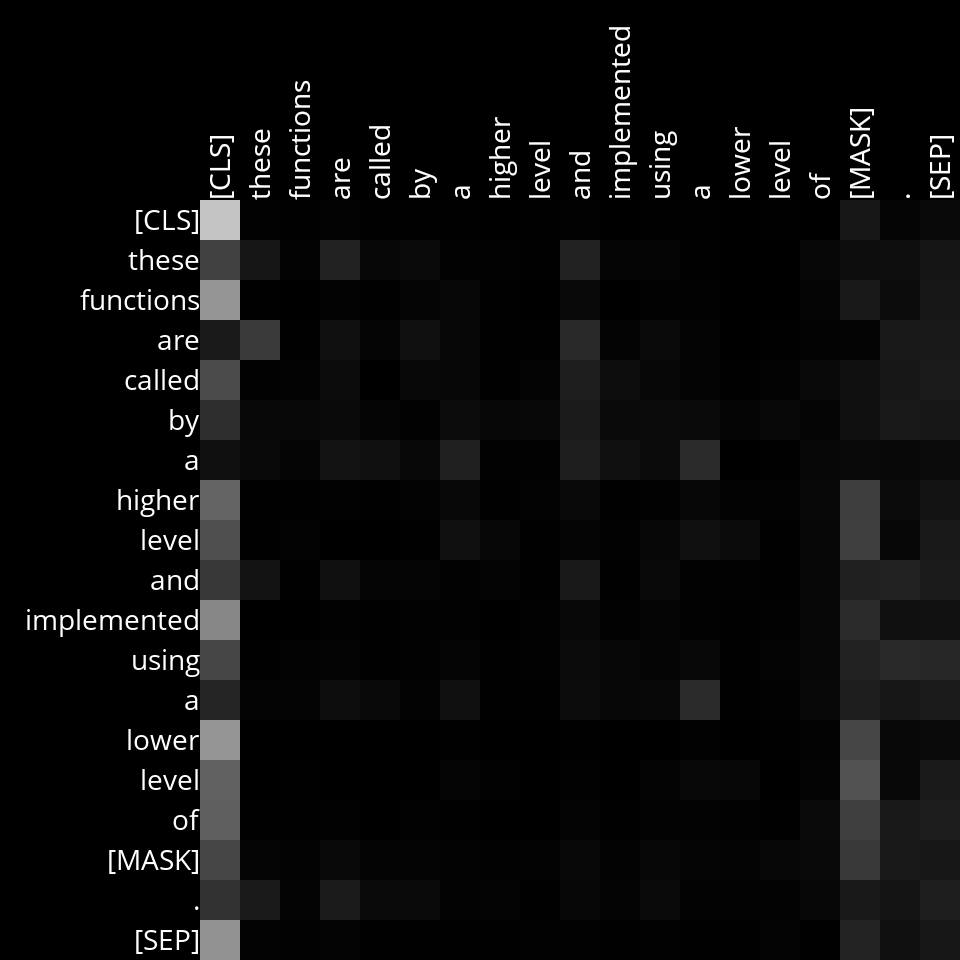 [CLS] these functions are called by a higher level and implemented using a lower level of [MASK] . [SEP]
[CLS]
these
functions
are
called
by
a
higher
level
and
implemented
using
a
lower
level
of
[MASK]
.
[SEP]